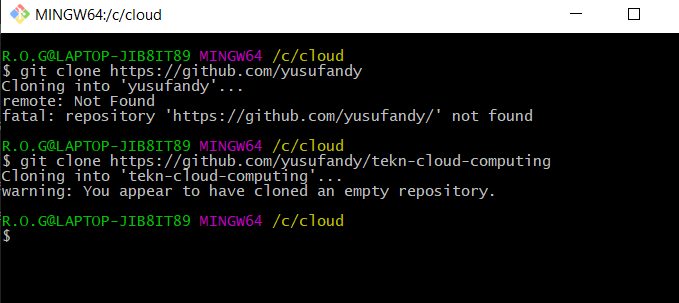 MINGW64:/c/cloud
R.O.G@LAPTOP-JIB8IT89 MINGW64 /c/cloud
$ git clone https://github.com/yusufandy
Cloning into 'yusufandy'...
remote: Not Found
fatal: repository 'https://github.com/yusufandy/' not found
R.O.G@LAPTOP-JIB8IT89 MINGW64 /c/cloud
$ git clone https://github.com/yusufandy/tekn-cloud-computing
Cloning into 'tekn-cloud-computing'...
warning: You appear to have cloned an empty repository.
R.O.G@LAPTOP-JIB8IT89 MINGW64 /c/cloud
$